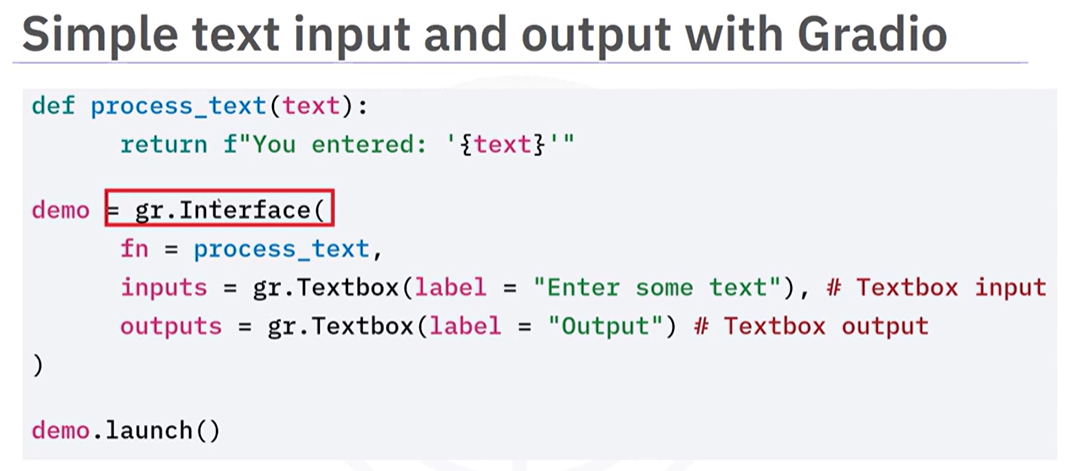 Simple text input and output with Gradio
def process_text(text):
      return f"You entered: '{text}'"
demo = gr.Interface(
      fn = process_text,
      inputs = gr.Textbox(label = "Enter some text"), # Textbox input
      outputs = gr.Textbox(label = "Output") # Textbox output
)
demo.launch()